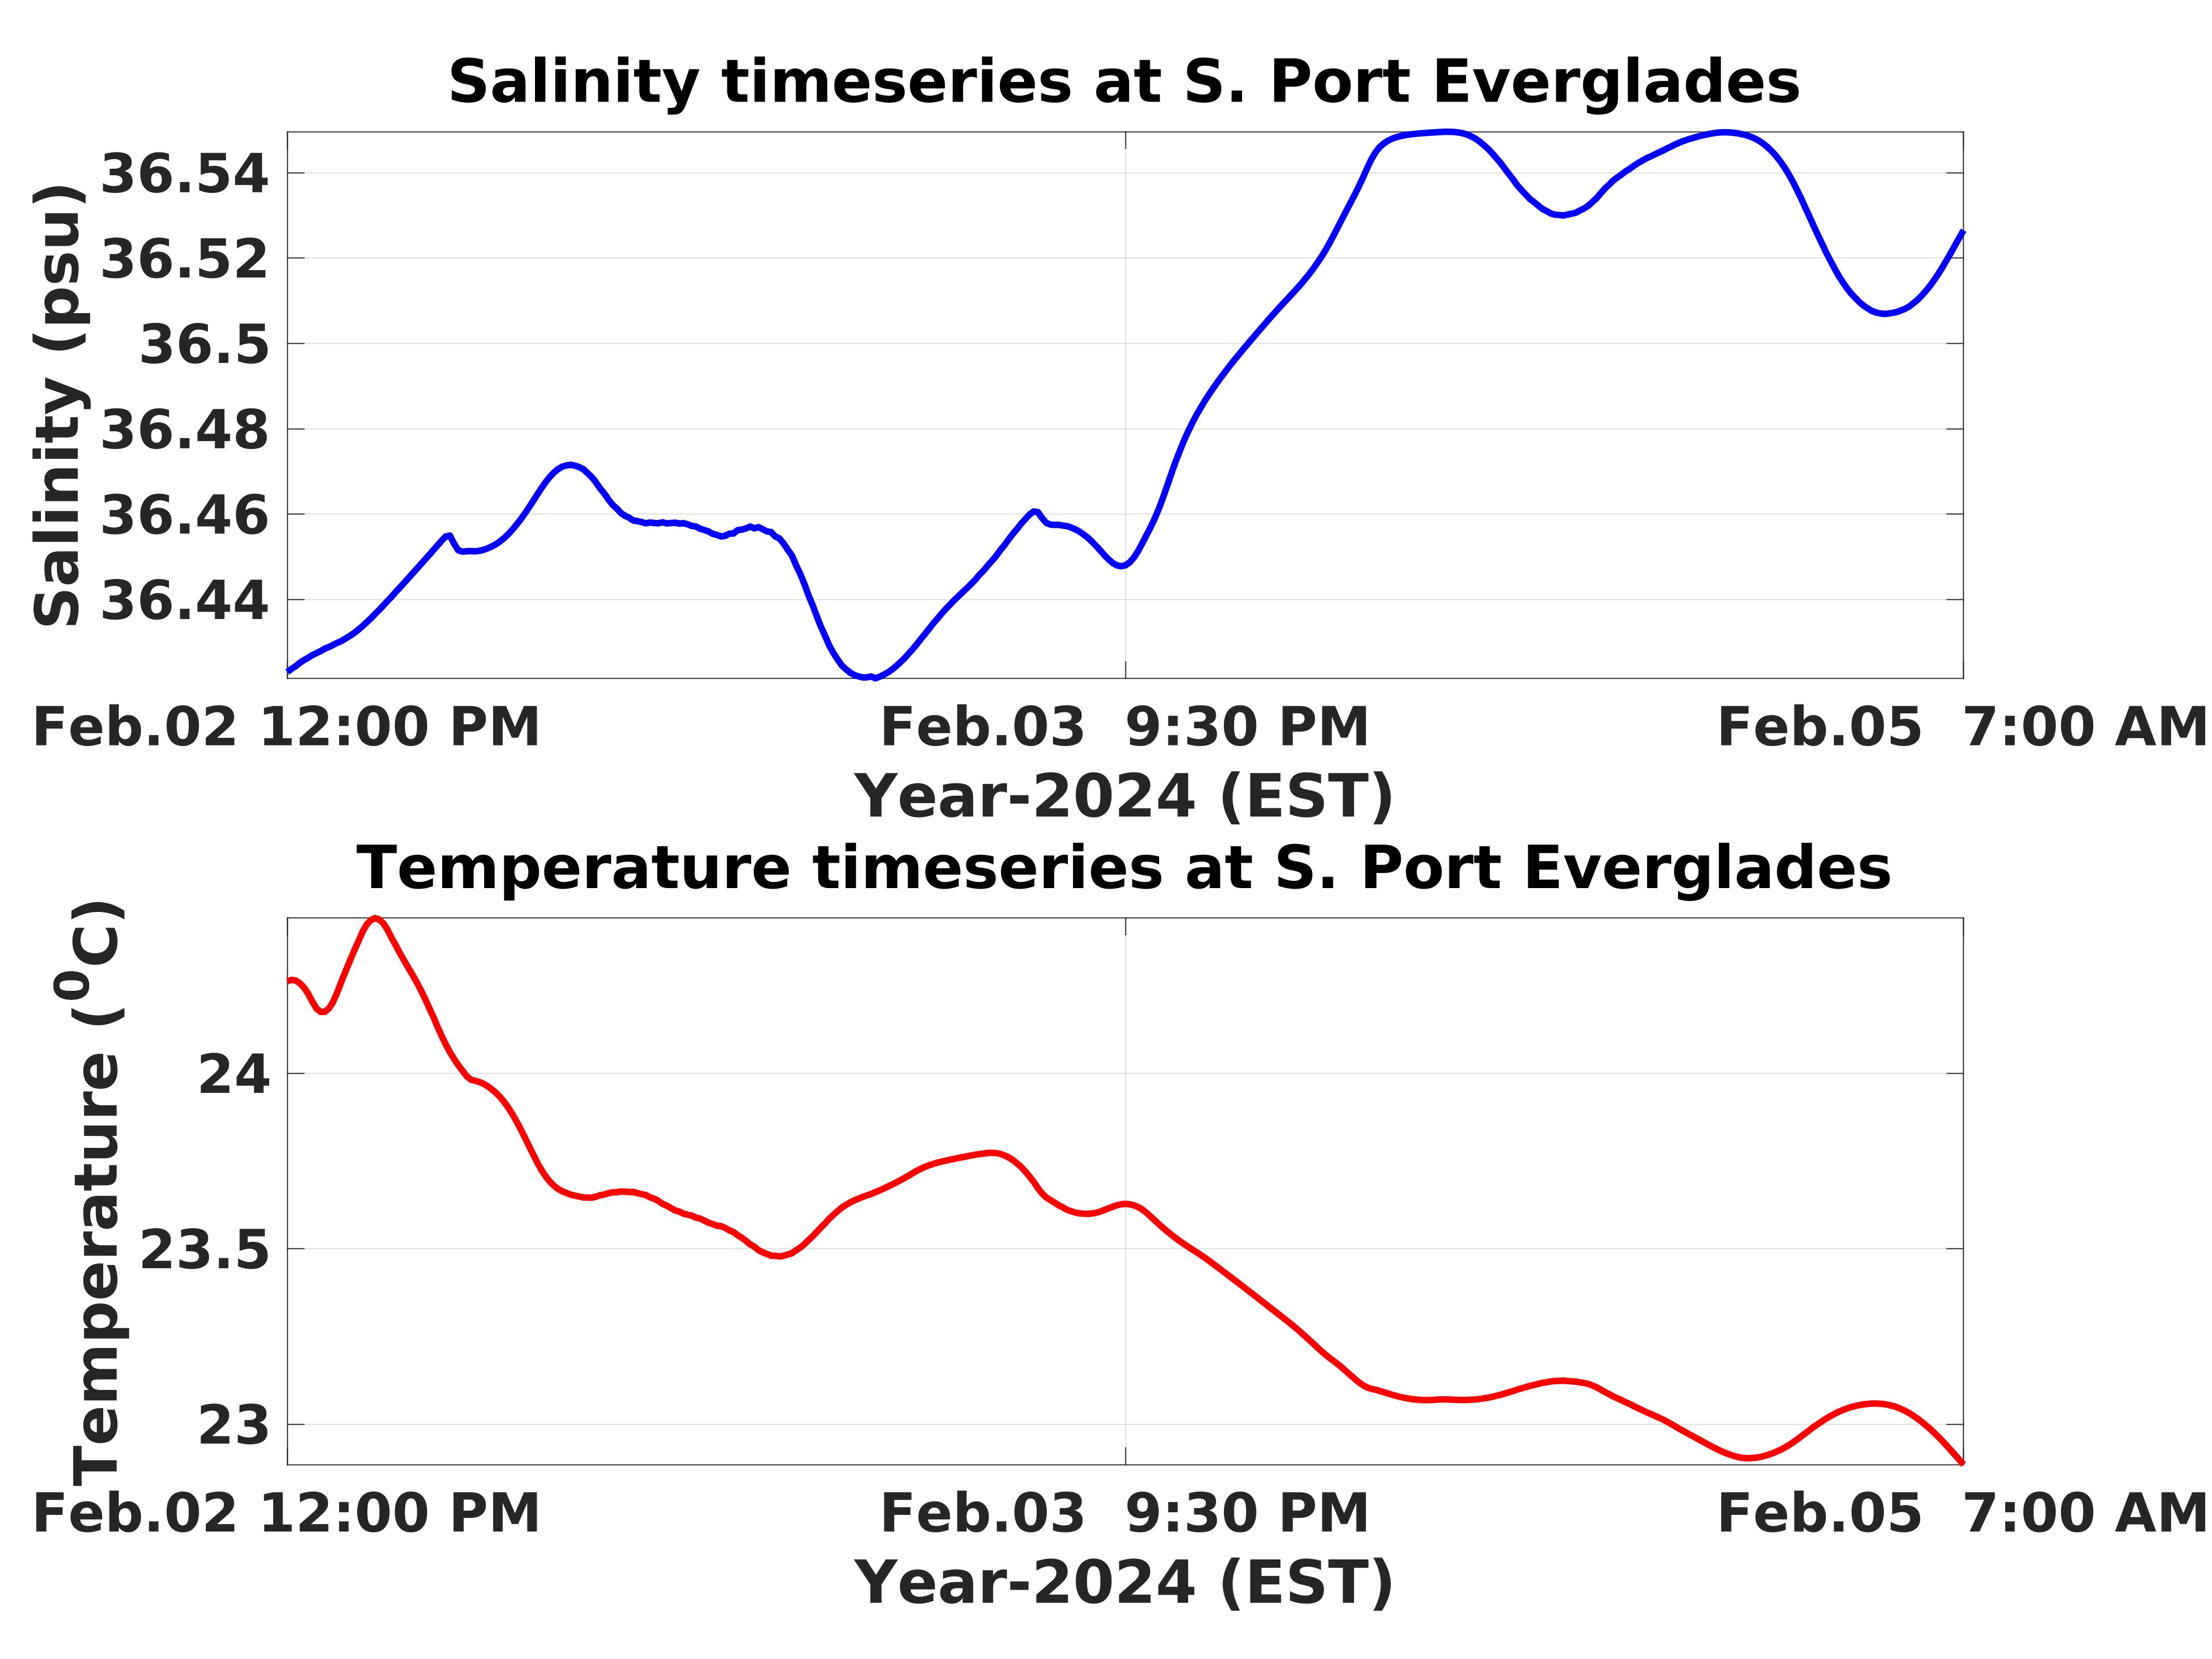 Salinity timeseries at S. Port Everglades
Salinity (psu)
36.54
36.52
36.5
36.48
36.46
36.44
Feb.02 12:00 PM Feb.03  9:30 PM Feb.05  7:00 AM
Year-2024 (EST)
Temperature timeseries at S. Port Everglades
Temperature (⁰C)
24
23.5
23
Feb.02 12:00 PM Feb.03  9:30 PM Feb.05  7:00 AM
Year-2024 (EST)